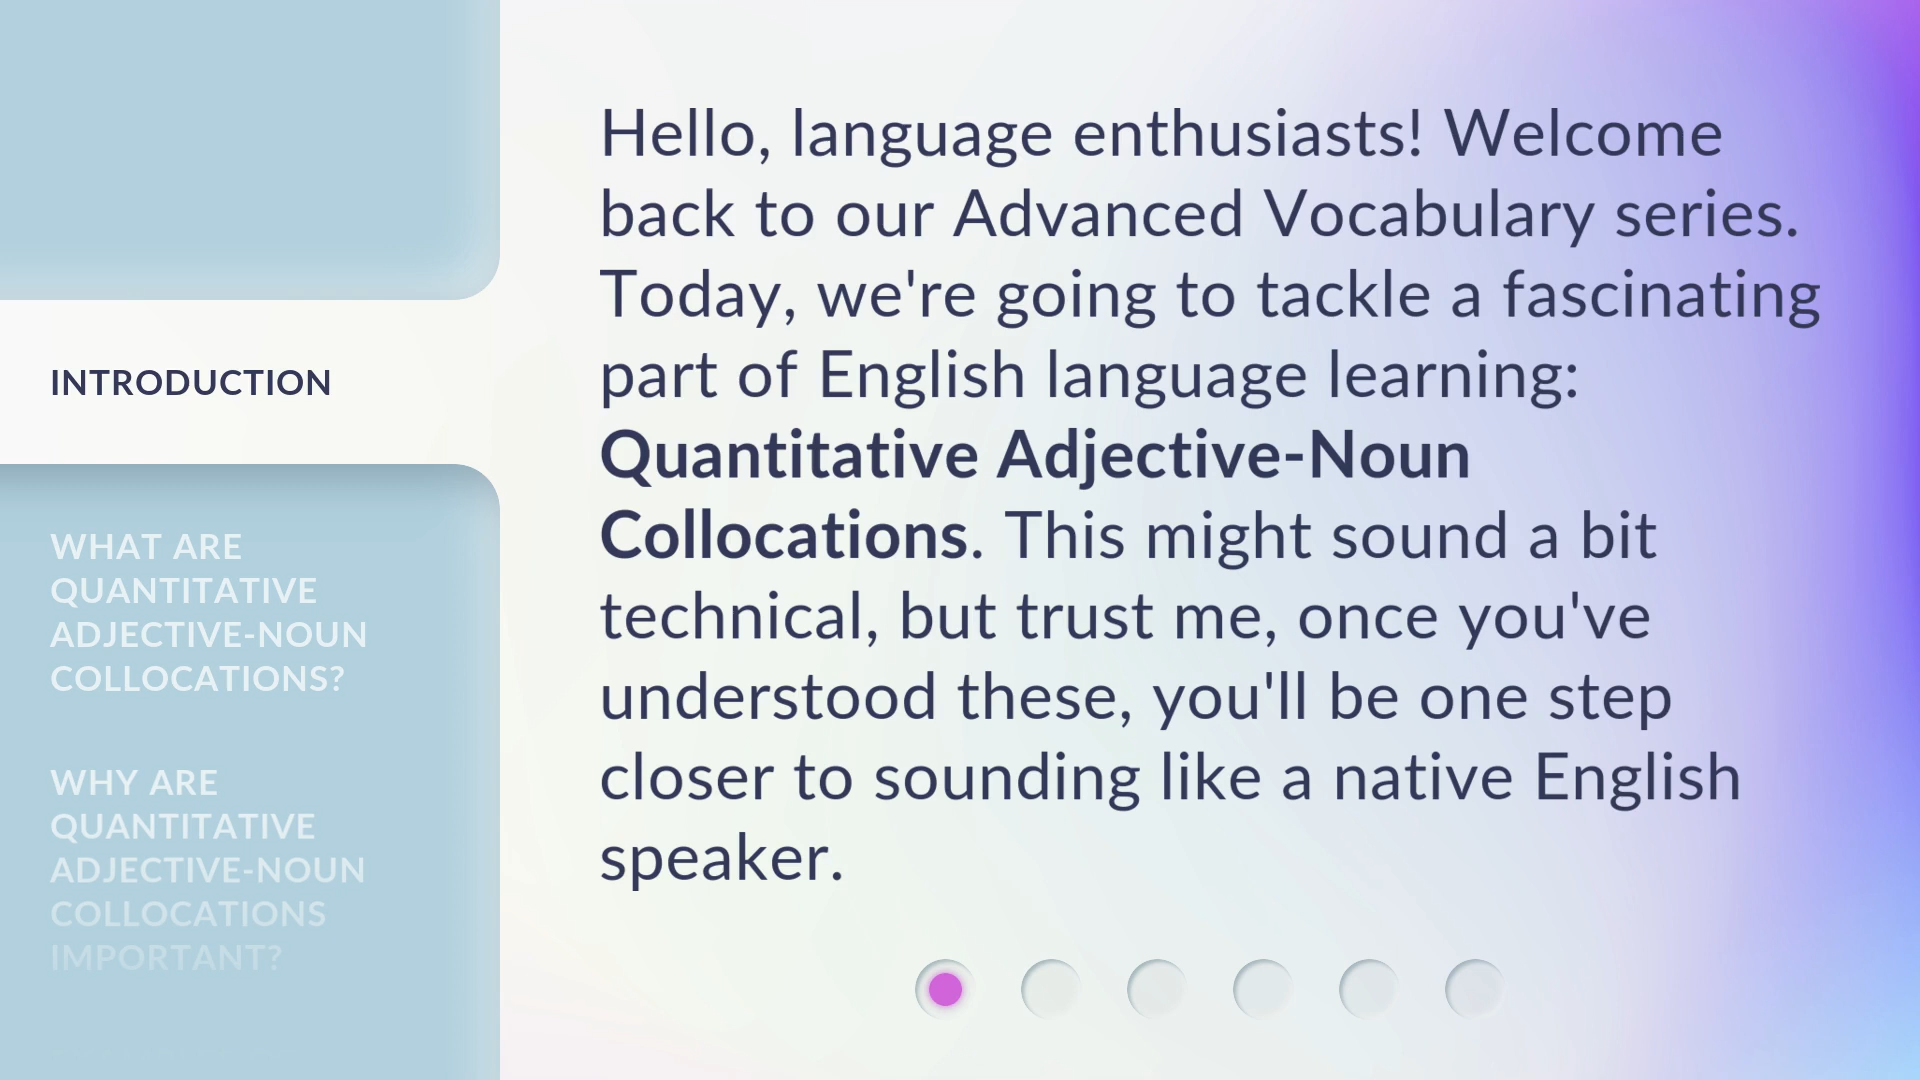 INTRODUCTION
WHAT ARE
QUANTITATIVE
ADJECTIVE-NOUN
COLLOCATIONS?
WHY ARE
QUANTITATIVE
ADJECTIVE-NOUN
COLLOCATIONS
IMPORTANT?
Hello, language enthusiasts! Welcome
back to our Advanced Vocabulary series.
Today, we're going to tackle a fascinating
part of English language learning:
Quantitative Adjective-Noun
Collocations. This might sound a bit
technical, but trust me, once you've
understood these, you'll be one step
closer to sounding like a native English
speaker.